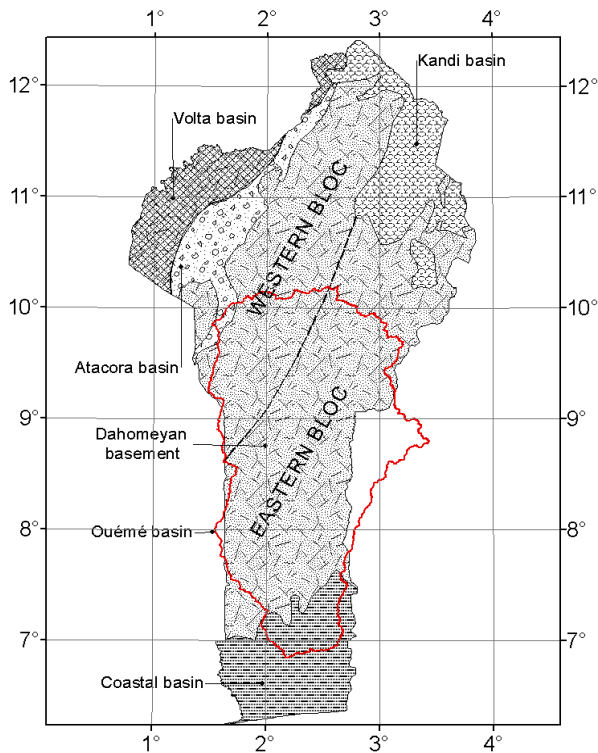 1° 2° 3° 4°
Kandi basin
12° 12°
Volta basin
11° 11°
WESTERN BLOC
10° 10°
Atacora basin
9° 9°
Dahomeyan
basement
EASTERN BLOC
8° 8°
Ouémé basin
7° 7°
Coastal basin
1° 2° 3° 4°